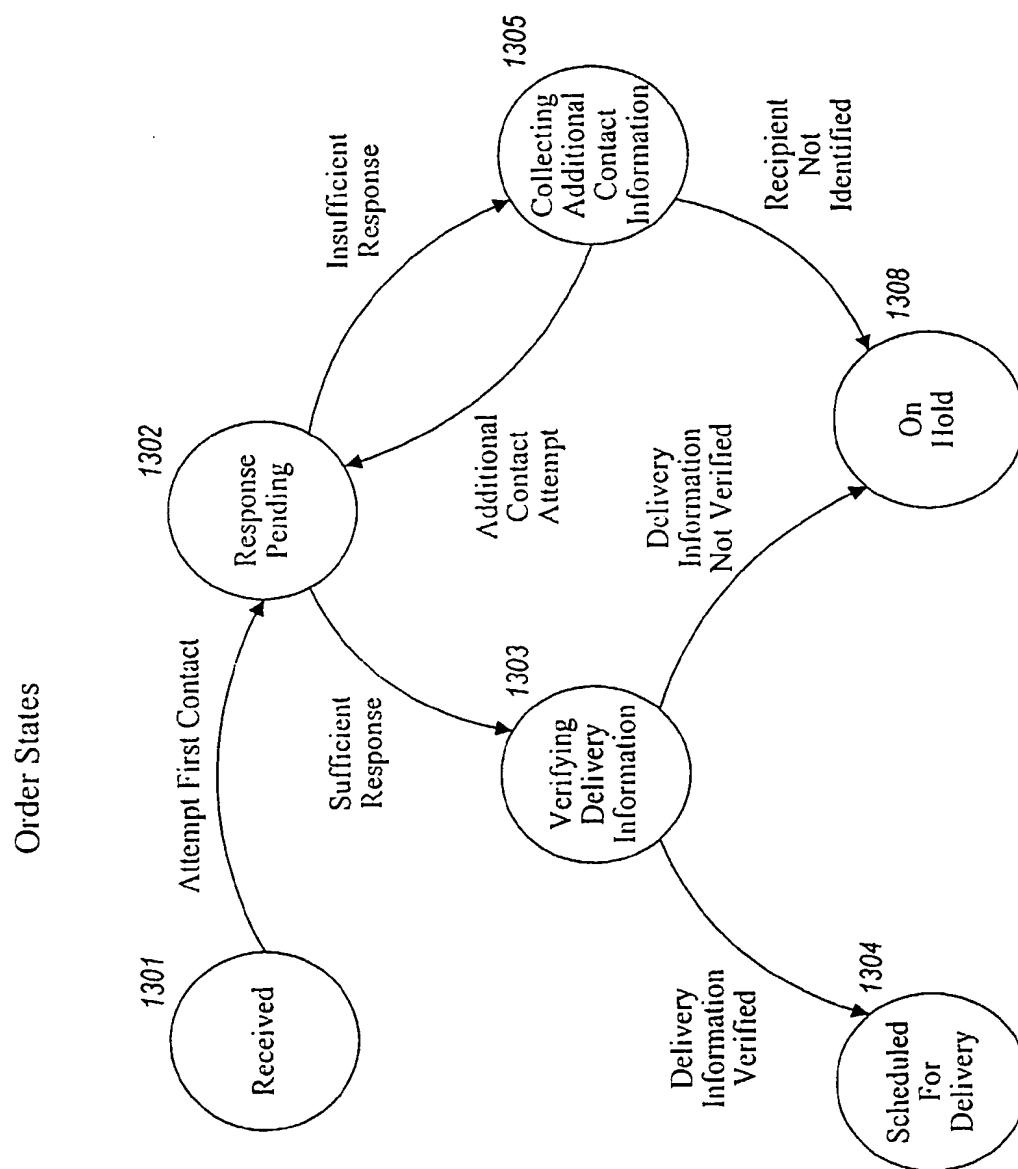 Order States
1301
Received
Attempt First Contact
1302
Response
Pending
Insufficient
Response
1305
Collecting
Additional
Contact
Information
Sufficient
Response
Additional
Contact
Attempt
1303
Verifying
Delivery
Information
Recipient
Not
Identified
Delivery
Information
Verified
Delivery
Information
Not Verified
1304
Scheduled
For
Delivery
1308
On
Hold